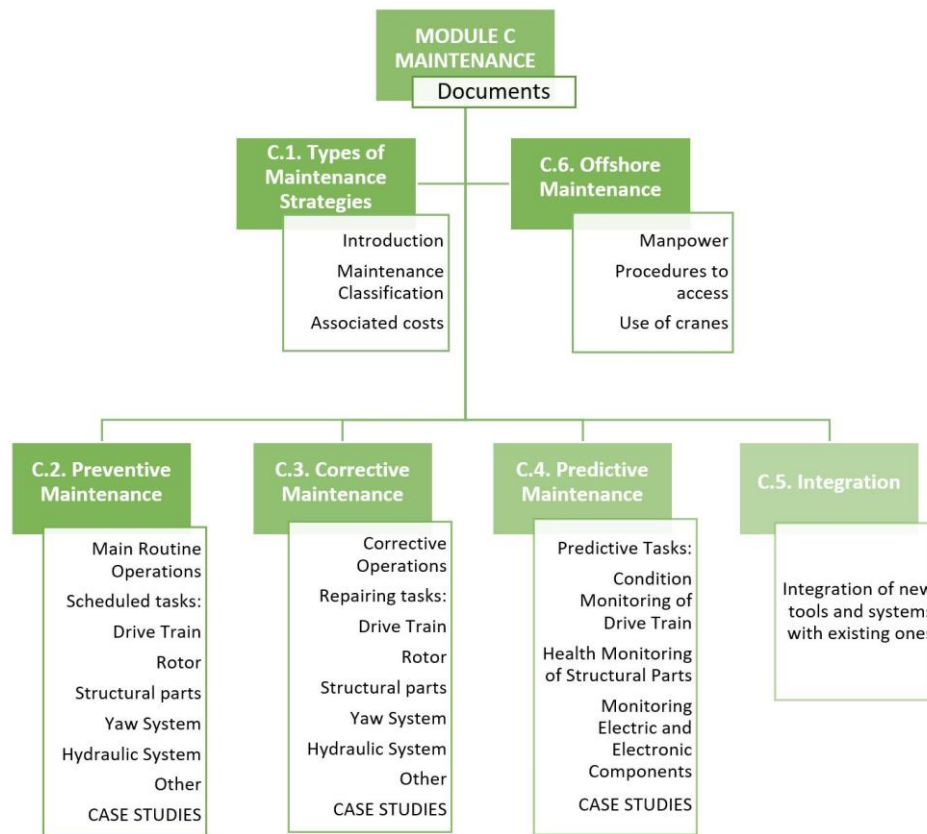 MODULE C
MAINTENANCE
Documents
C.1. Types of
Maintenance
Strategies
Introduction
Maintenance
Classification
Associated costs
C.6. Offshore
Maintenance
Manpower
Procedures to
access
Use of cranes
C.2. Preventive
Maintenance
Main Routine
Operations
Scheduled tasks:
Drive Train
Rotor
Structural parts
Yaw System
Hydraulic System
Other
CASE STUDIES
C.3. Corrective
Maintenance
Corrective
Operations
Repairing tasks:
Drive Train
Rotor
Structural parts
Yaw System
Hydraulic System
Other
CASE STUDIES
C.4. Predictive
Maintenance
Predictive Tasks:
Condition
Monitoring of
Drive Train
Health Monitoring
of Structural Parts
Monitoring
Electric and
Electronic
Components
CASE STUDIES
C.5. Integration
Integration of new
tools and systems
with existing ones